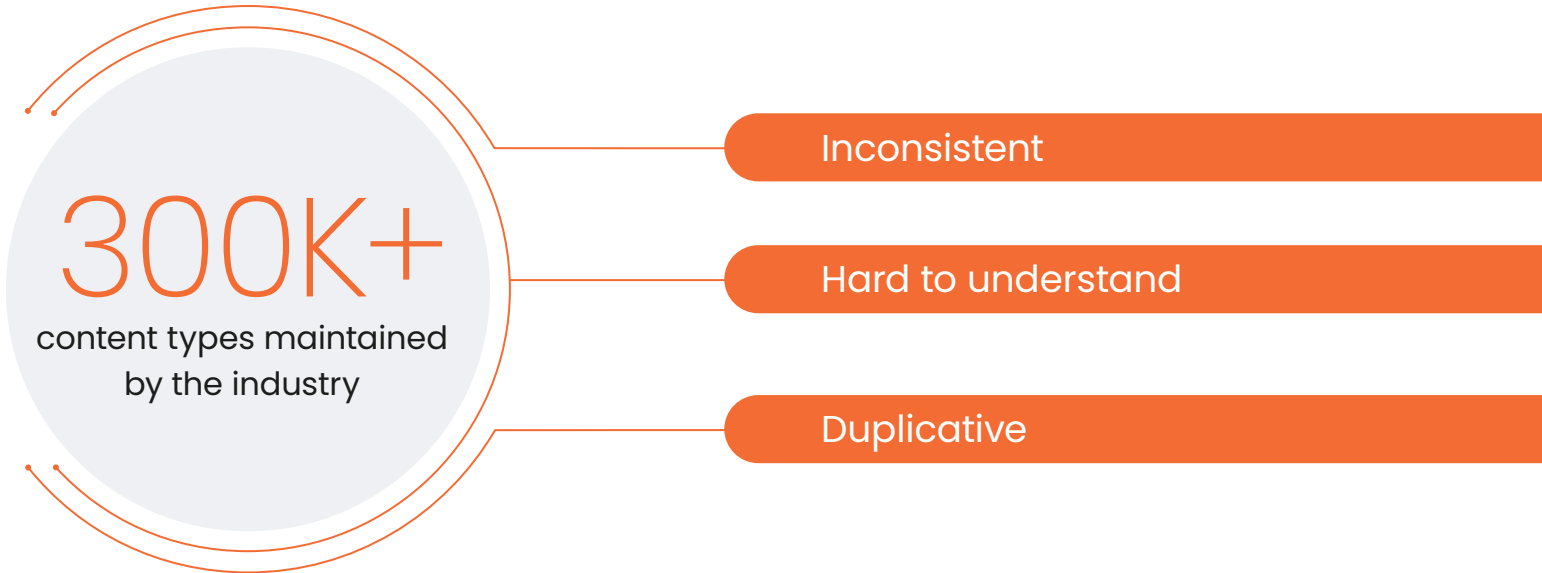 300K+
content types maintained
by the industry
Inconsistent
Hard to understand
Duplicative